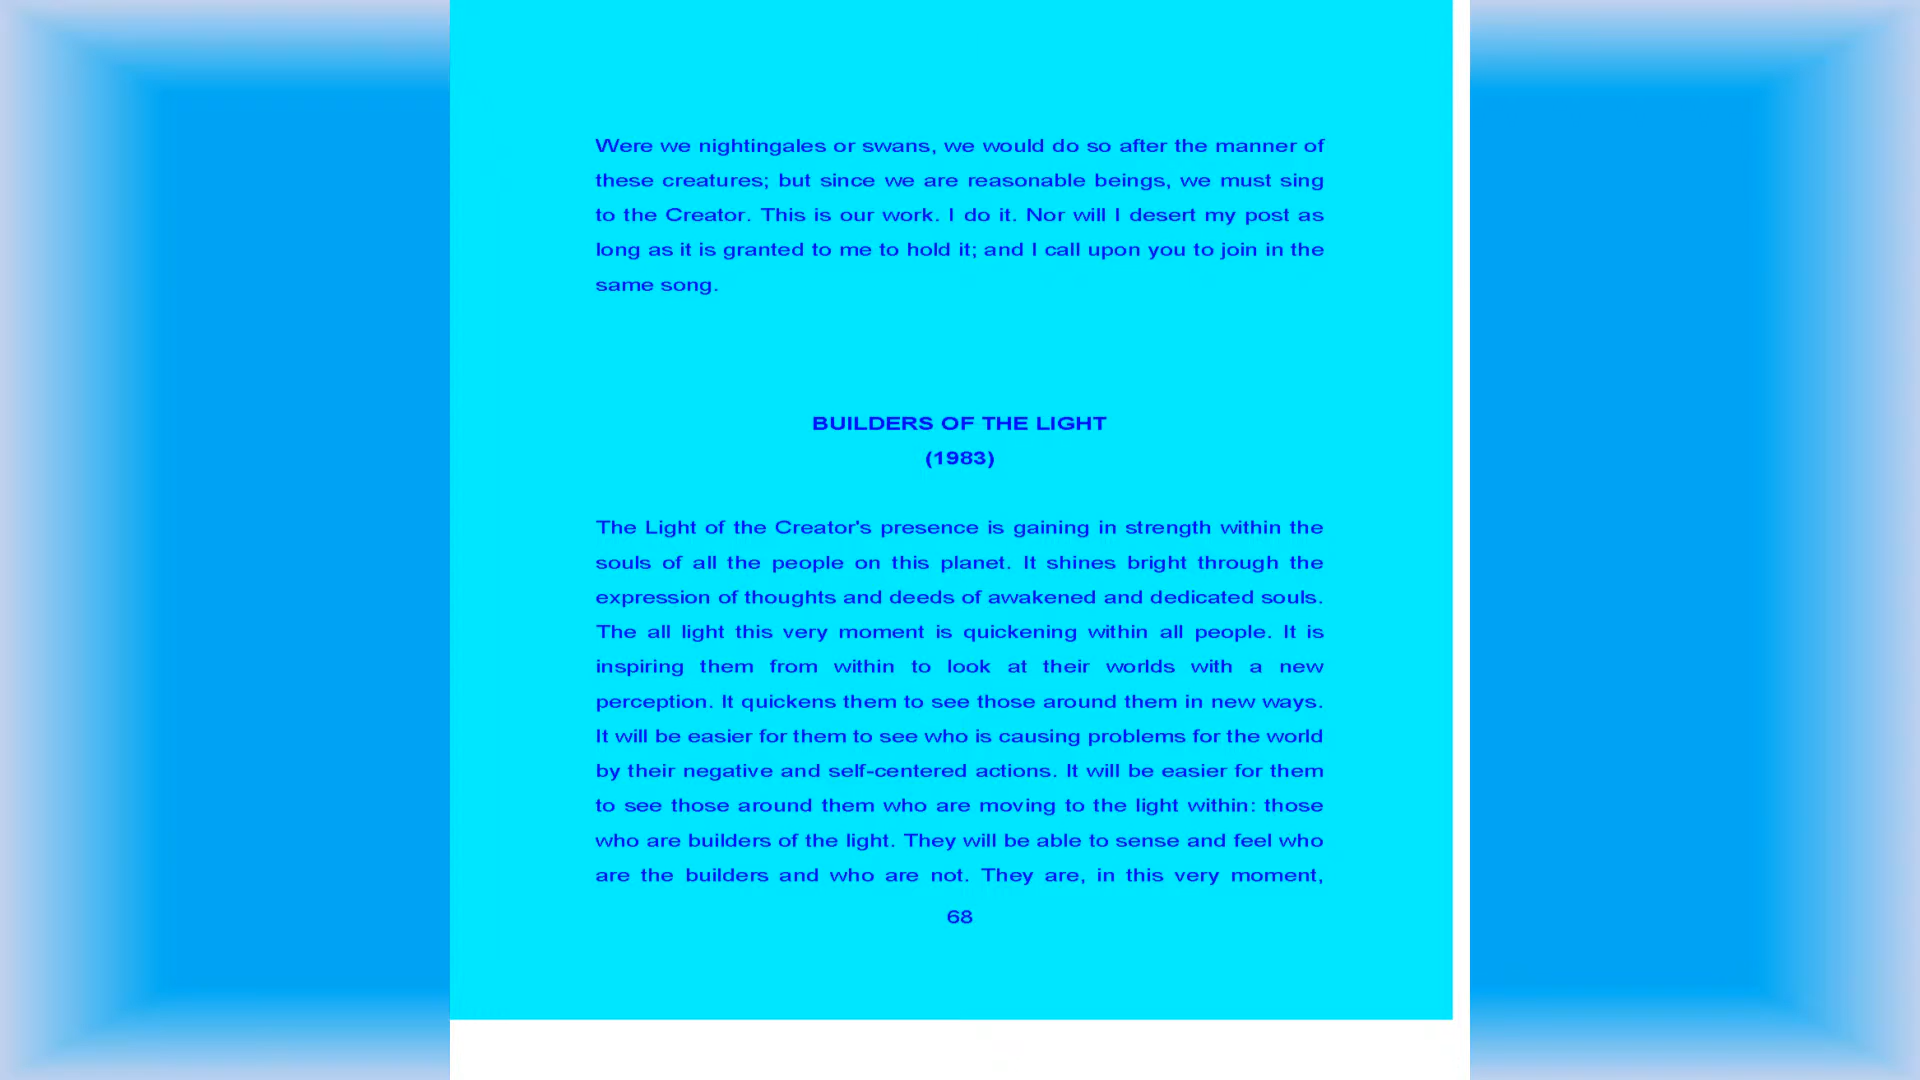 Were we nightingales or swans, we would do so after the manner of
these creatures; but since we are reasonable beings, we must sing
to the Creator. This is our work. I do it. Nor will I desert my post as
long as it is granted to me to hold it; and I call upon you to join in the
same song.
BUILDERS OF THE LIGHT
(1983)
The Light of the Creator's presence is gaining in strength within the
souls of all the people on this planet. It shines bright through the
expression of thoughts and deeds of awakened and dedicated souls.
The all light this very moment is quickening within all people. It is
inspiring them from within to look at their worlds with a new
perception. It quickens them to see those around them in new ways.
It will be easier for them to see who is causing problems for the world
by their negative and self-centered actions. It will be easier for them
to see those around them who are moving to the light within: those
who are builders of the light. They will be able to sense and feel who
are the builders and who are not. They are, in this very moment,
68